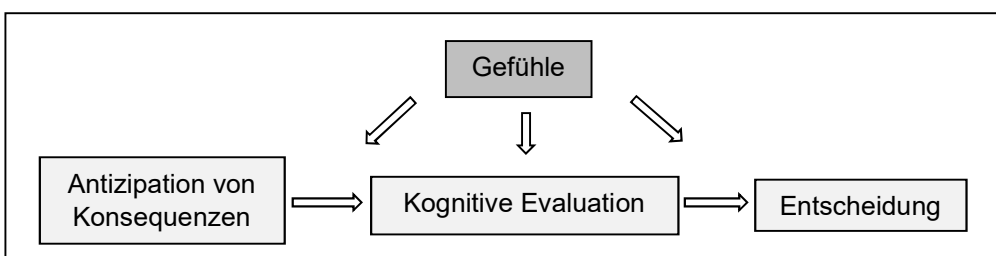 Gefühle
Antizipation von
Konsequenzen
Kognitive Evaluation
Entscheidung